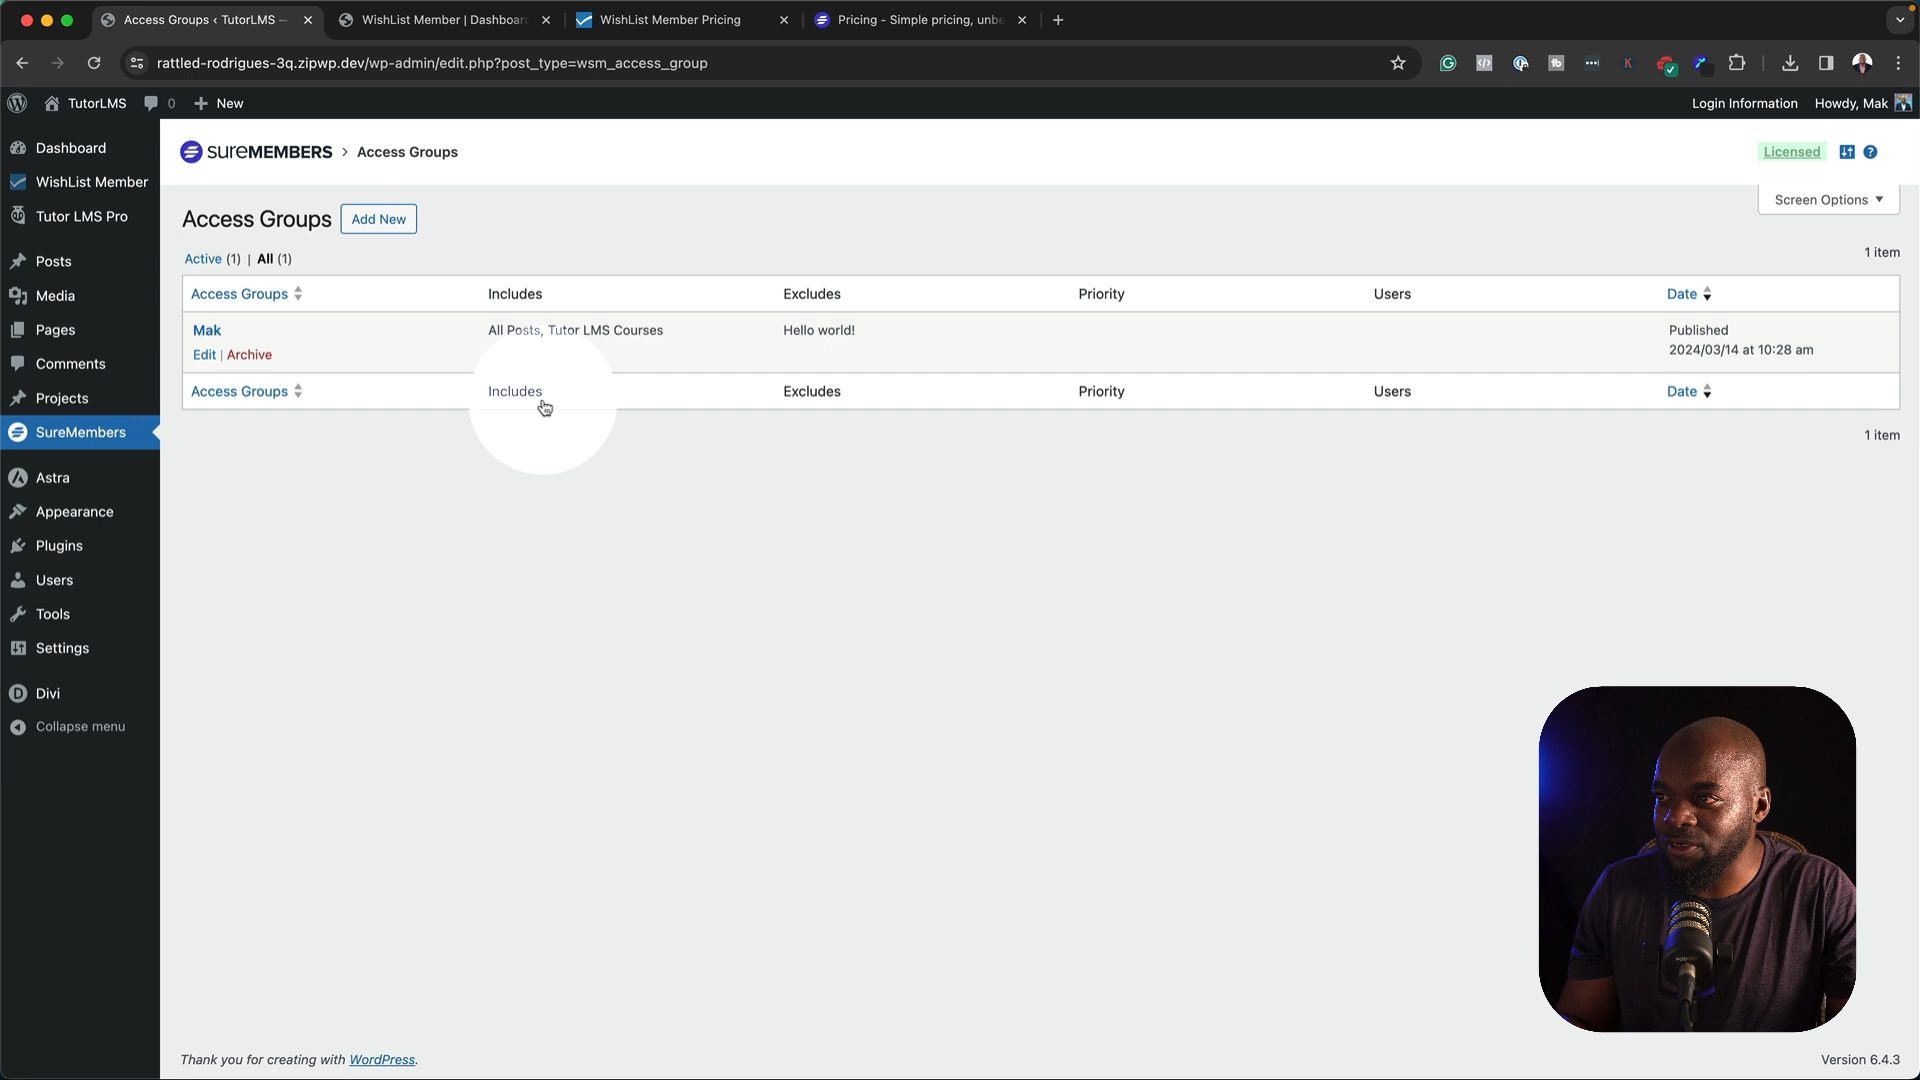 Access Groups ‹ TutorLMS —
WishList Member | Dashboar
WishList Member Pricing
Pricing - Simple pricing, unbe
rattled-rodrigues-3q.zipwp.dev/wp-admin/edit.php?post_type=wsm_access_group
TutorLMS
0
New
Login Information
Howdy, Mak
Dashboard
WishList Member
Tutor LMS Pro
Posts
Media
Pages
Comments
Projects
SureMembers
Astra
Appearance
Plugins
Users
Tools
Settings
Divi
Collapse menu
sureMEMBERS > Access Groups
Licensed
Screen Options
Access Groups
Add New
Active (1) | All (1)
1 item
Access Groups Includes Excludes Priority Users Date
Mak All Posts, Tutor LMS Courses Hello world! Published
Edit | Archive 2024/03/14 at 10:28 am
Access Groups Includes Excludes Priority Users Date
1 item
Thank you for creating with WordPress.
Version 6.4.3